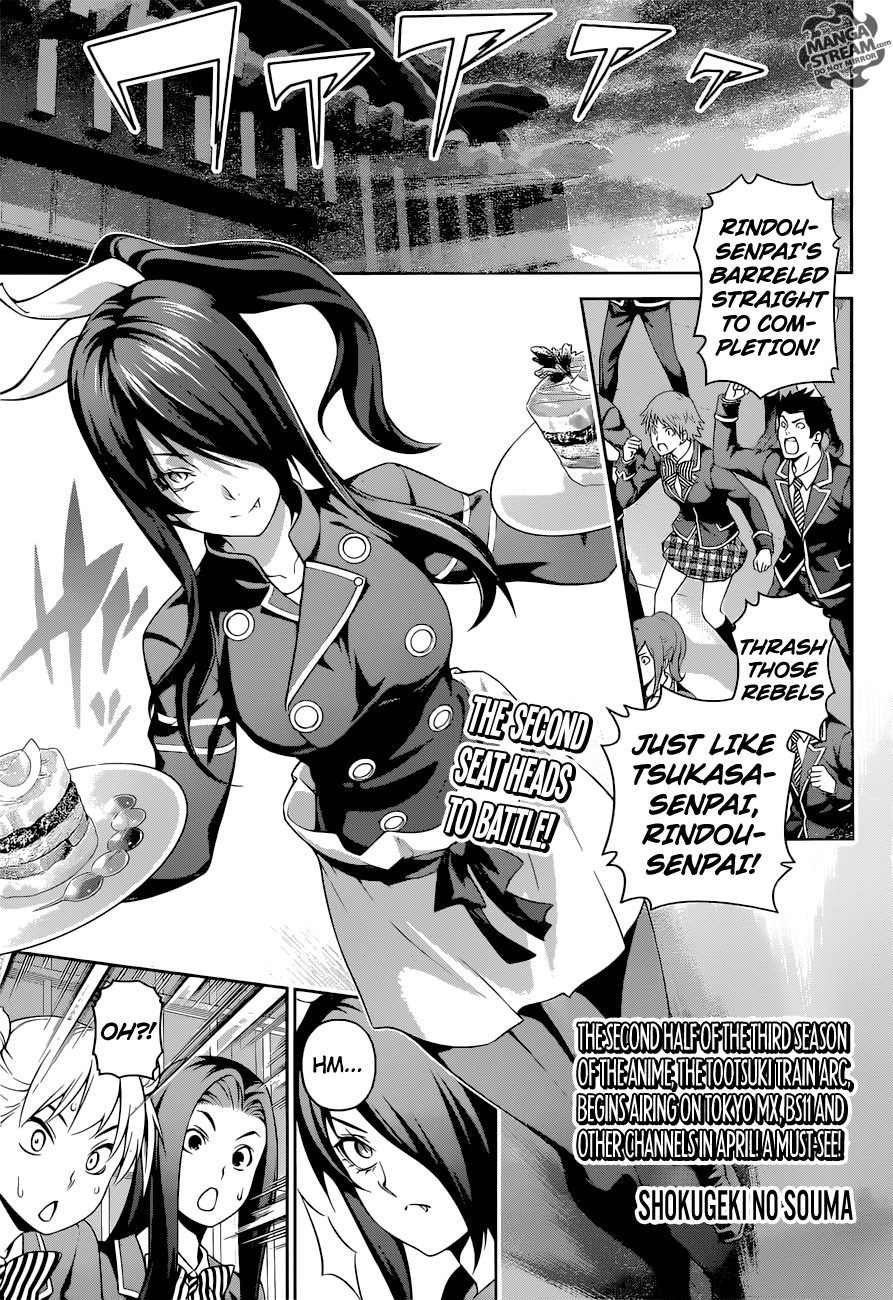 ワァアアァ
MANGA
STREAM.com
DO NOT MIRROR
RINDOU-
SENPAI'S
BARRELED
STRAIGHT
TO COM-
PLETION!
THRASH
THOSE
REBELS
JUST LIKE
TSUKASA-
SENPAI,
RINDOU-
SENPAI!
THE SECOND
SEAT HEADS
TO BATTLE!
HM...
OH?!
THE SECOND HALF OF THE THIRD SEASON
OF THE ANIME, THE TOOTSUKI TRAIN ARC,
BEGINS AIRING ON TOKYO MX, BS11 AND
OTHER CHANNELS IN APRIL! A MUST-SEE!
SHOKUGEKI NO SOUMA